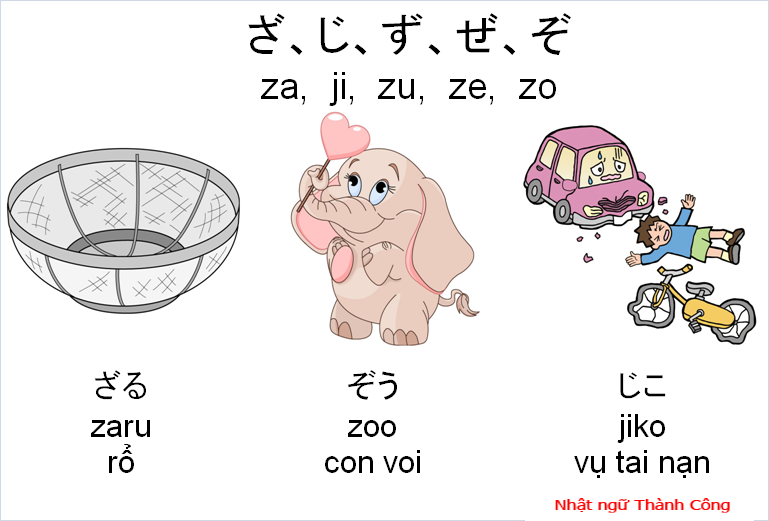 ざ、じ、ず、ぜ、ぞ
za, ji, zu, ze, zo
ざる
zaru
rổ
ぞう
zoo
con voi
じこ
jiko
vụ tai nạn
Nhật ngữ Thành Công